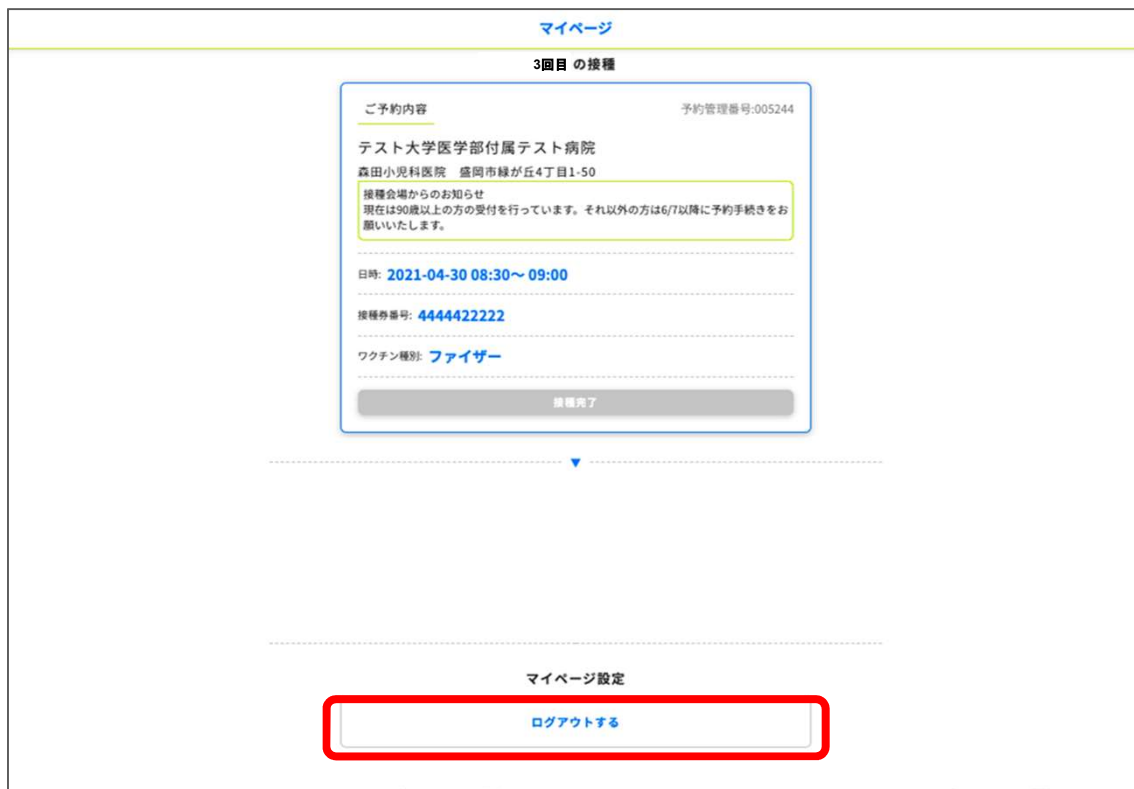 マイページ
3回目 の接種
ご予約内容 予約管理番号:005244
テスト大学医学部付属テスト病院
森田小児科医院　盛岡市緑が丘4丁目1-50
接種会場からのお知らせ
現在は90歳以上の方の受付を行っています。それ以外の方は6/7以降に予約手続きをお
願いいたします。
日時: 2021-04-30 08:30〜 09:00
接種券番号: 4444422222
ワクチン種別: ファイザー
接種完了
▼
マイページ設定
ログアウトする